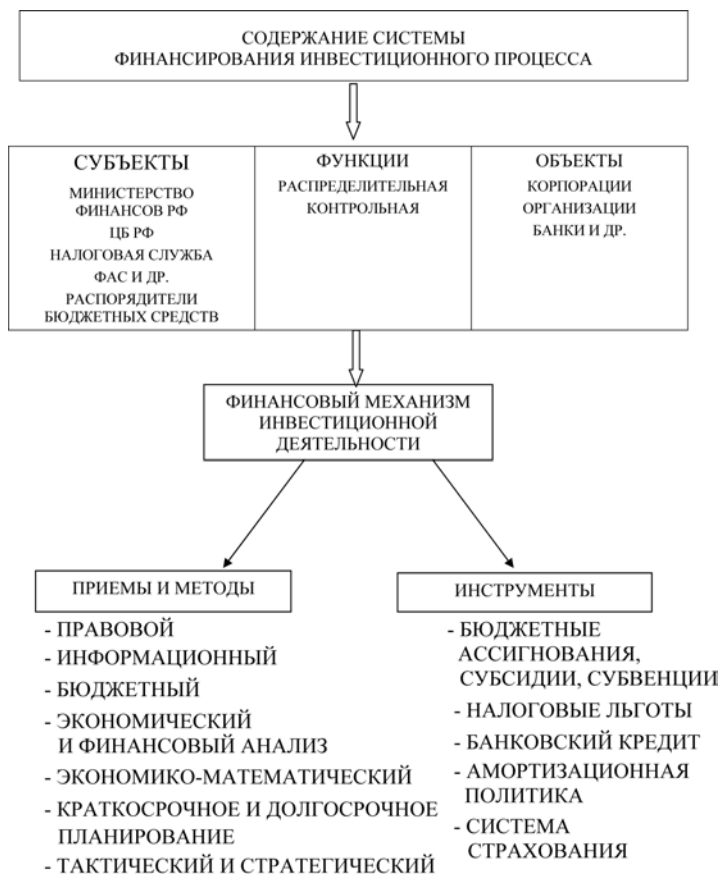 СОДЕРЖАНИЕ СИСТЕМЫ
ФИНАНСИРОВАНИЯ ИНВЕСТИЦИОННОГО ПРОЦЕССА
СУБЪЕКТЫ
МИНИСТЕРСТВО
ФИНАНСОВ РФ
ЦБ РФ
НАЛОГОВАЯ СЛУЖБА
ФАС И ДР.
РАСПОРЯДИТЕЛИ
БЮДЖЕТНЫХ СРЕДСТВ
ФУНКЦИИ
РАСПРЕДЕЛИТЕЛЬНАЯ
КОНТРОЛЬНАЯ
ОБЪЕКТЫ
КОРПОРАЦИИ
ОРГАНИЗАЦИИ
БАНКИ И ДР.
ФИНАНСОВЫЙ МЕХАНИЗМ
ИНВЕСТИЦИОННОЙ
ДЕЯТЕЛЬНОСТИ
ПРИЕМЫ И МЕТОДЫ
- ПРАВОВОЙ
- ИНФОРМАЦИОННЫЙ
- БЮДЖЕТНЫЙ
- ЭКОНОМИЧЕСКИЙ
И ФИНАНСОВЫЙ АНАЛИЗ
- ЭКОНОМИКО-МАТЕМАТИЧЕСКИЙ
- КРАТКОСРОЧНОЕ И ДОЛГОСРОЧНОЕ
ПЛАНИРОВАНИЕ
- ТАКТИЧЕСКИЙ И СТРАТЕГИЧЕСКИЙ
ИНСТРУМЕНТЫ
- БЮДЖЕТНЫЕ
АССИГНОВАНИЯ,
СУБСИДИИ, СУБВЕНЦИИ
- НАЛОГОВЫЕ ЛЬГОТЫ
- БАНКОВСКИЙ КРЕДИТ
- АМОРТИЗАЦИОННАЯ
ПОЛИТИКА
- СИСТЕМА
СТРАХОВАНИЯ